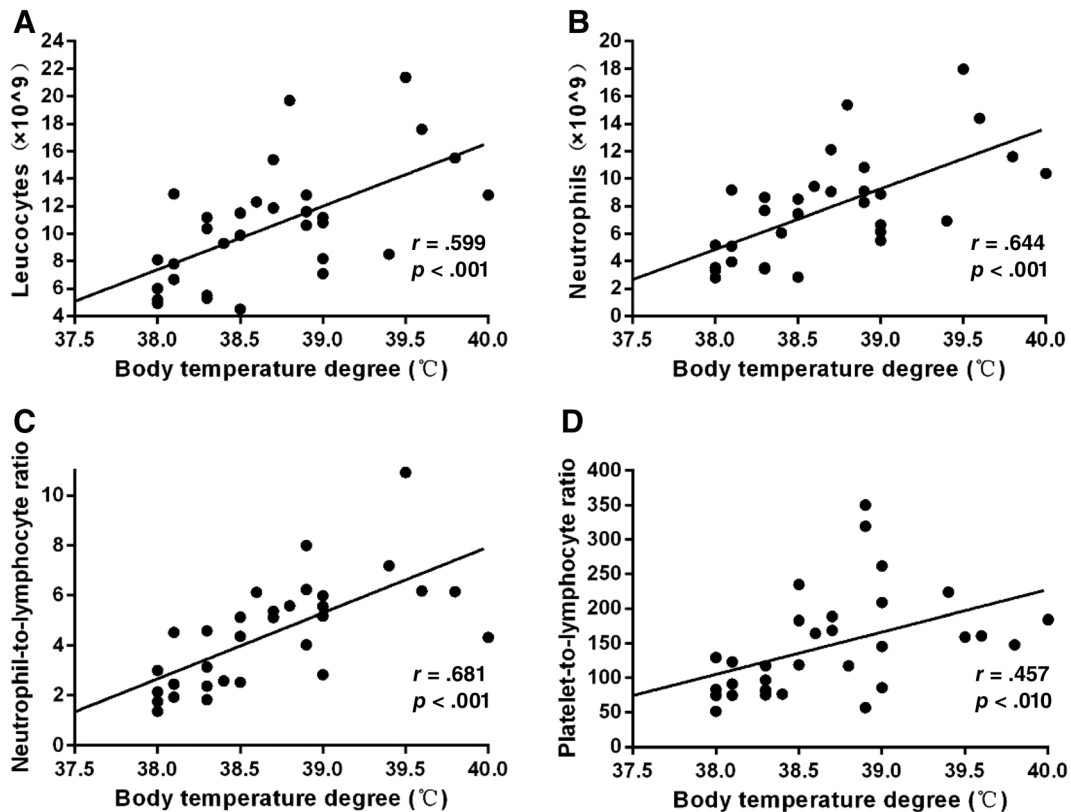 A
Leucocytes (×10^9)
24
22
20
18
16
14
12
10
8
6
4
r = .599
p < .001
37.5 38.0 38.5 39.0 39.5 40.0
Body temperature degree (℃)
B
Neutrophils (×10^9)
20
18
16
14
12
10
8
6
4
2
0
r = .644
p < .001
37.5 38.0 38.5 39.0 39.5 40.0
Body temperature degree (℃)
C
Neutrophil-to-lymphocyte ratio
10
8
6
4
2
0
r = .681
p < .001
37.5 38.0 38.5 39.0 39.5 40.0
Body temperature degree (℃)
D
Platelet-to-lymphocyte ratio
400
350
300
250
200
150
100
50
0
r = .457
p < .010
37.5 38.0 38.5 39.0 39.5 40.0
Body temperature degree (℃)